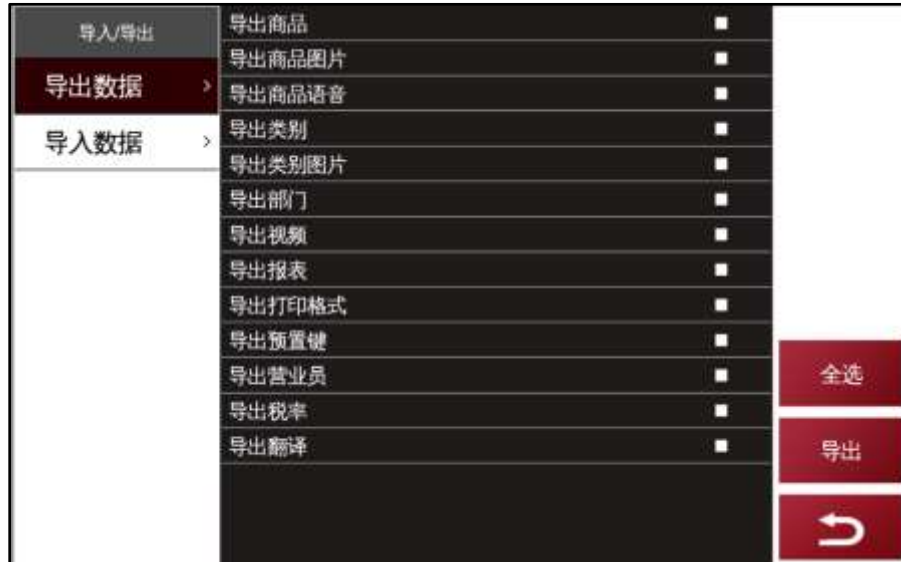 导入/导出
导出数据
导入数据
导出商品
导出商品图片
导出商品语音
导出类别
导出类别图片
导出部门
导出视频
导出报表
导出打印格式
导出预置键
导出营业员
导出税率
导出翻译
全选
导出